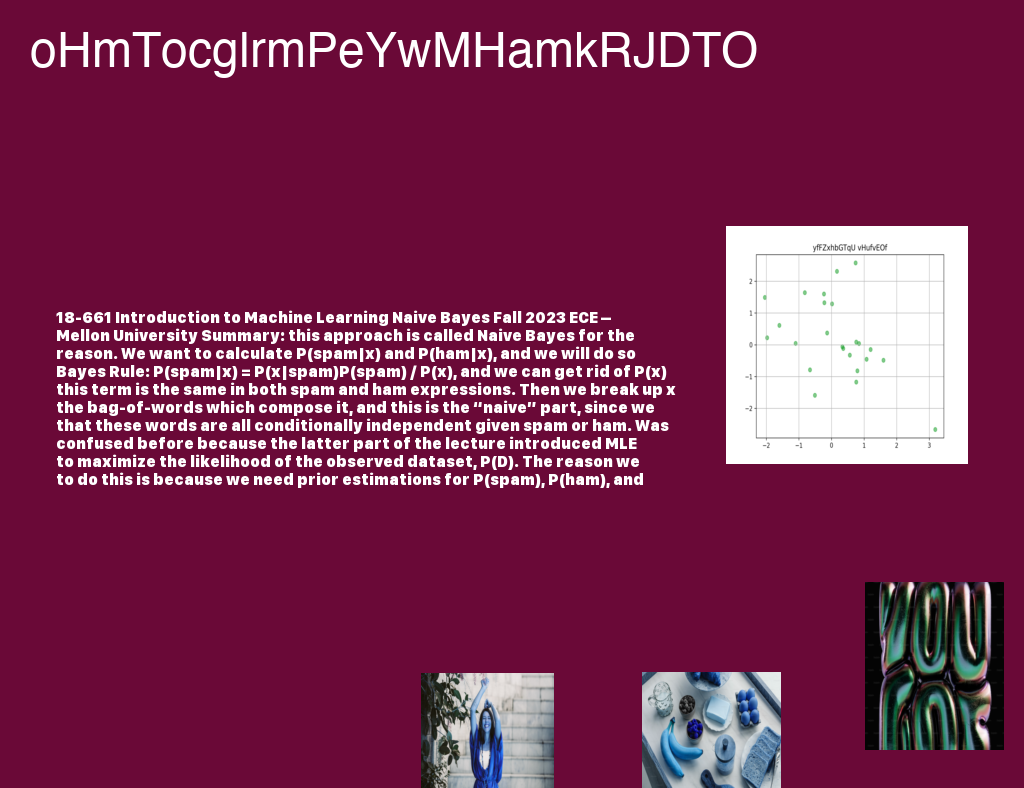 oHmTocglrmPeYwMHamkRJDTO
yfFZxhbGTqU vHufvEOf
2
1
0
−1
−2
−2 −1 0 1 2 3
18-661 Introduction to Machine Learning Naive Bayes Fall 2023 ECE –
Mellon University Summary: this approach is called Naive Bayes for the
reason. We want to calculate P(spam|x) and P(ham|x), and we will do so
Bayes Rule: P(spam|x) = P(x|spam)P(spam) / P(x), and we can get rid of P(x)
this term is the same in both spam and ham expressions. Then we break up x
the bag-of-words which compose it, and this is the “naive” part, since we
that these words are all conditionally independent given spam or ham. Was
confused before because the latter part of the lecture introduced MLE
to maximize the likelihood of the observed dataset, P(D). The reason we
to do this is because we need prior estimations for P(spam), P(ham), and